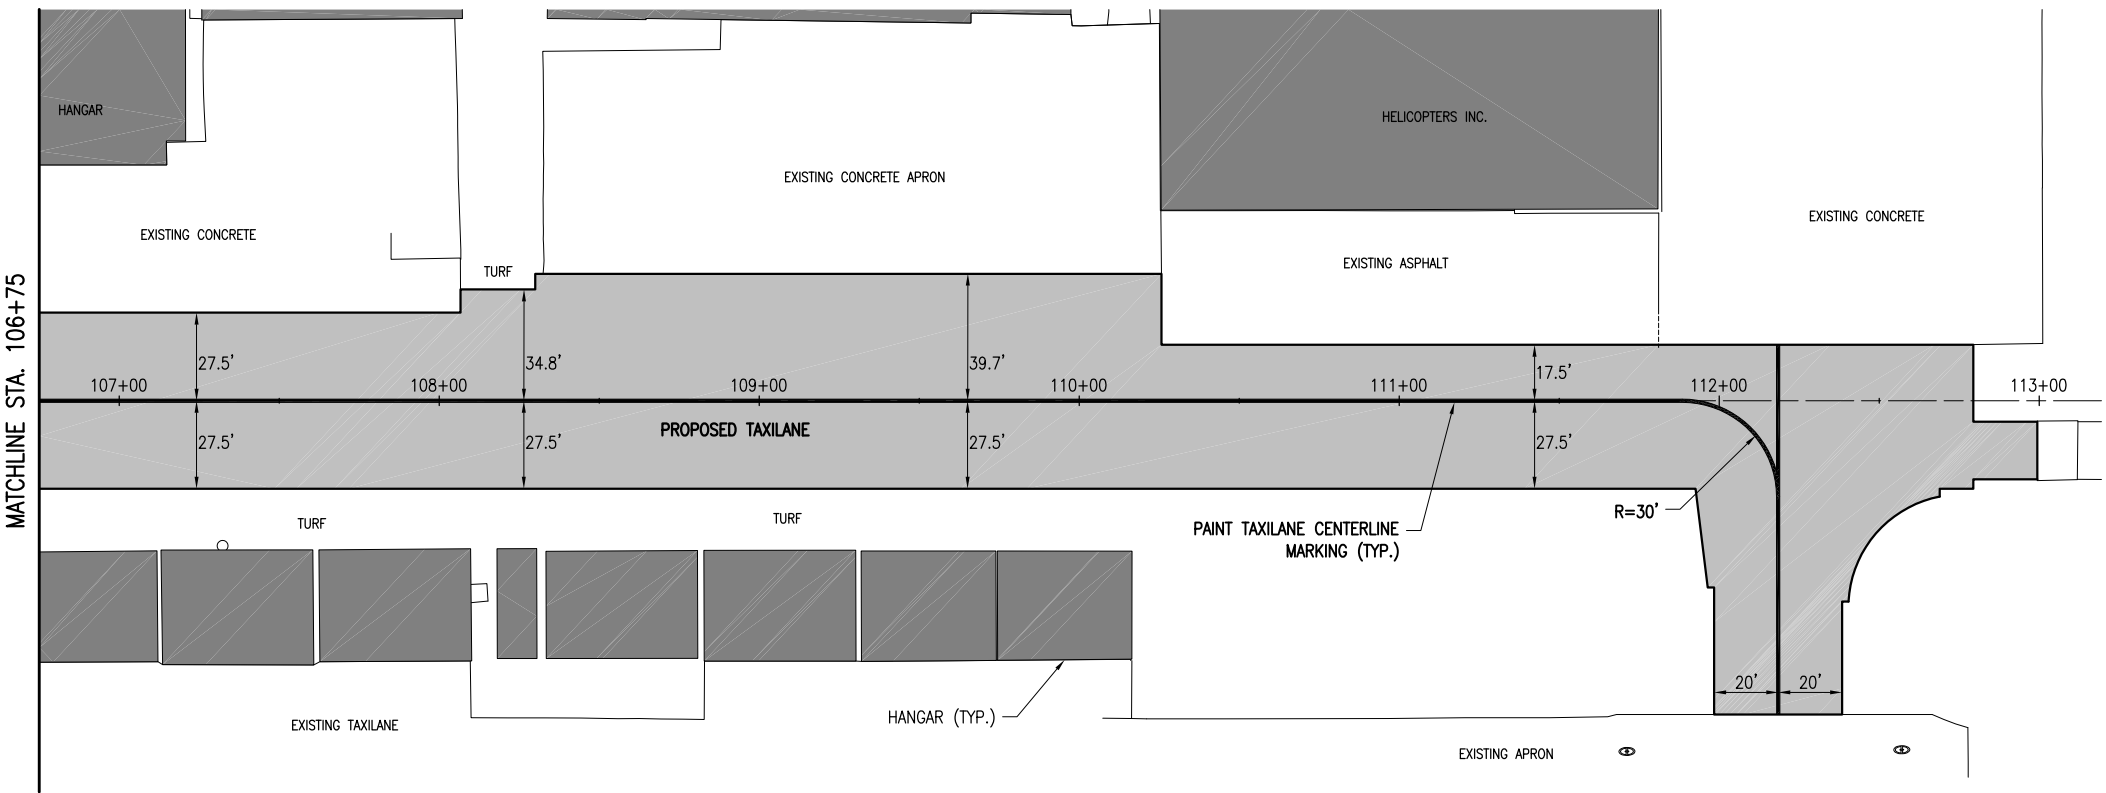 HANGAR
HELICOPTERS INC.
EXISTING CONCRETE APRON
EXISTING CONCRETE
EXISTING CONCRETE
TURF
EXISTING ASPHALT
MATCHLINE STA. 106+75
27.5'
34.8'
39.7'
17.5'
107+00
108+00
109+00
110+00
111+00
112+00
113+00
27.5'
27.5'
PROPOSED TAXILANE
27.5'
27.5'
TURF
TURF
PAINT TAXILANE CENTERLINE
MARKING (TYP.)
R=30'
20'
20'
HANGAR (TYP.)
EXISTING TAXILANE
EXISTING APRON